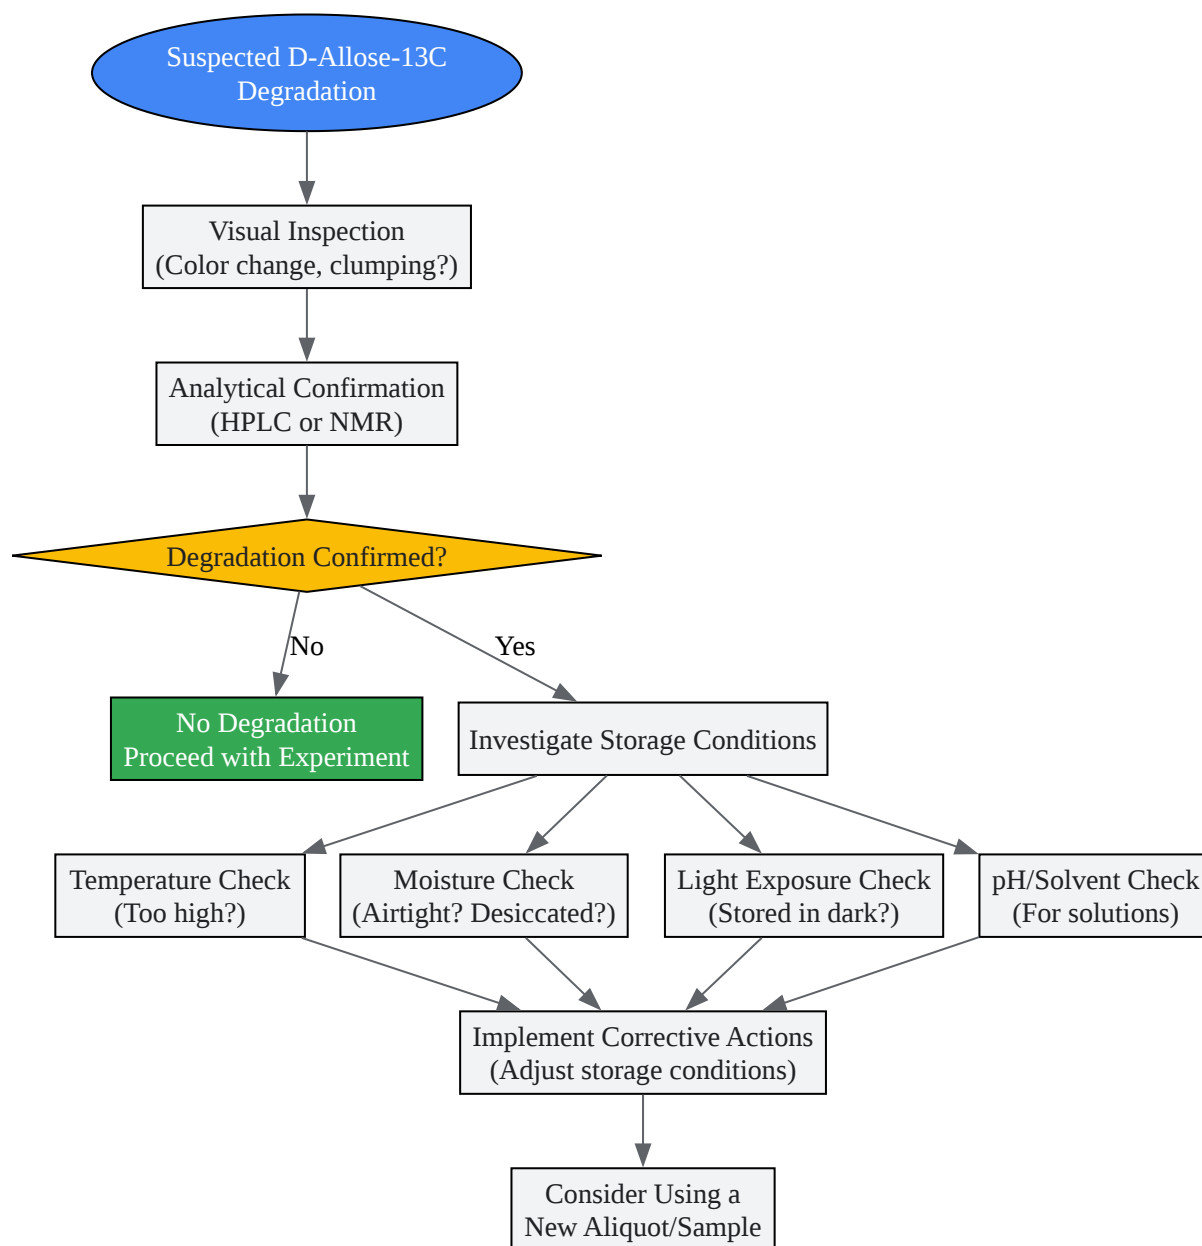 Suspected D-Allose-13C
Degradation
Visual Inspection
(Color change, clumping?)
Analytical Confirmation
(HPLC or NMR)
Degradation Confirmed?
No
Yes
No Degradation
Proceed with Experiment
Investigate Storage Conditions
Temperature Check
(Too high?)
Moisture Check
(Airtight? Desiccated?)
Light Exposure Check
(Stored in dark?)
pH/Solvent Check
(For solutions)
Implement Corrective Actions
(Adjust storage conditions)
Consider Using a
New Aliquot/Sample